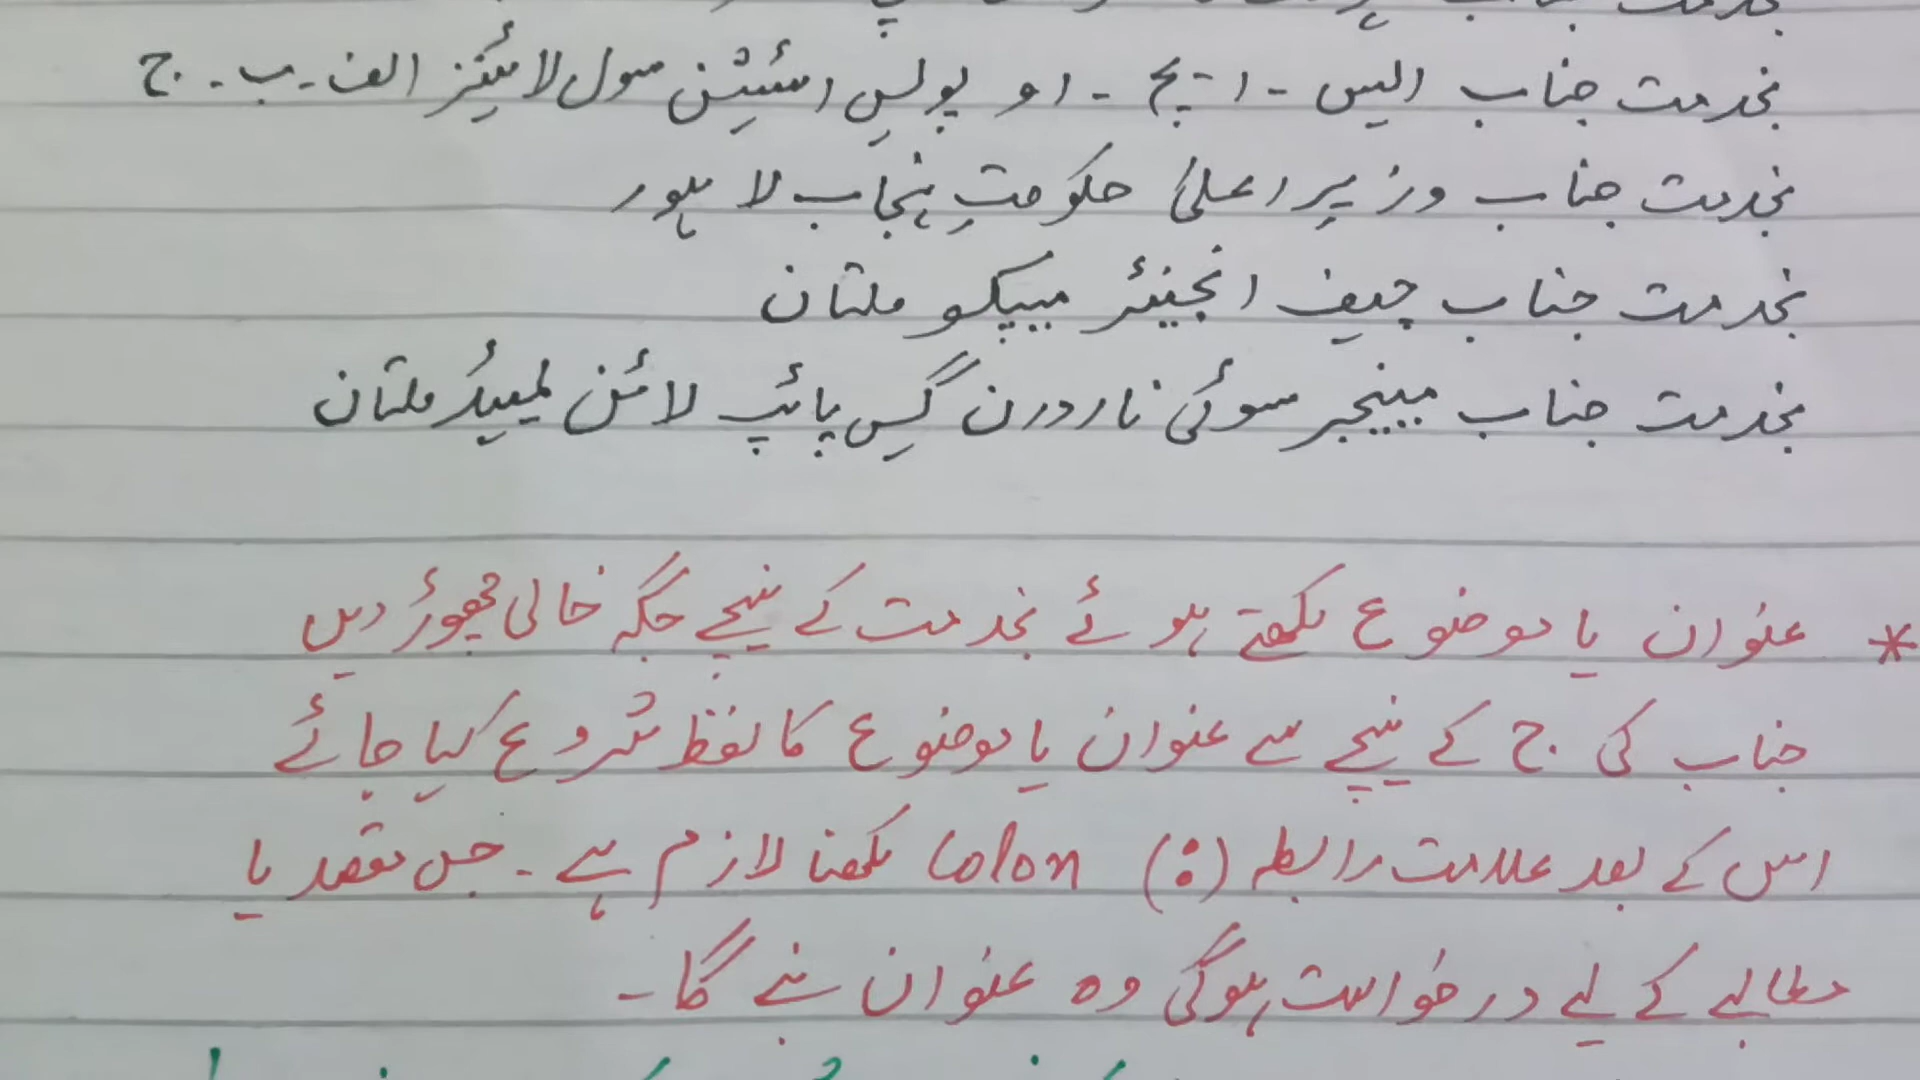 بخدمت جناب
بخدمت جناب ایس - ایچ - او پولیس اسٹیشن سول لائینز الف - ب - ج
بخدمت جناب وزیر اعلیٰ حکومتِ پنجاب لاہور
بخدمت جناب چیف انجینئر میپکو ملتان
بخدمت جناب مینیجر سوئی ناردرن گیس پائپ لائن لمیٹڈ ملتان
* عنوان یا موضوع لکھتے ہوئے بخدمت کے نیچے جگہ خالی چھوڑ دیں
جناب کی ج کے نیچے سے عنوان یا موضوع کا لفظ شروع کیا جائے
اس کے بعد علامت رابطہ (:) Colon لکھنا لازم ہے - جس مقصد یا
مطالبے کے لیے درخواست ہوگی وہ عنوان بنے گا -